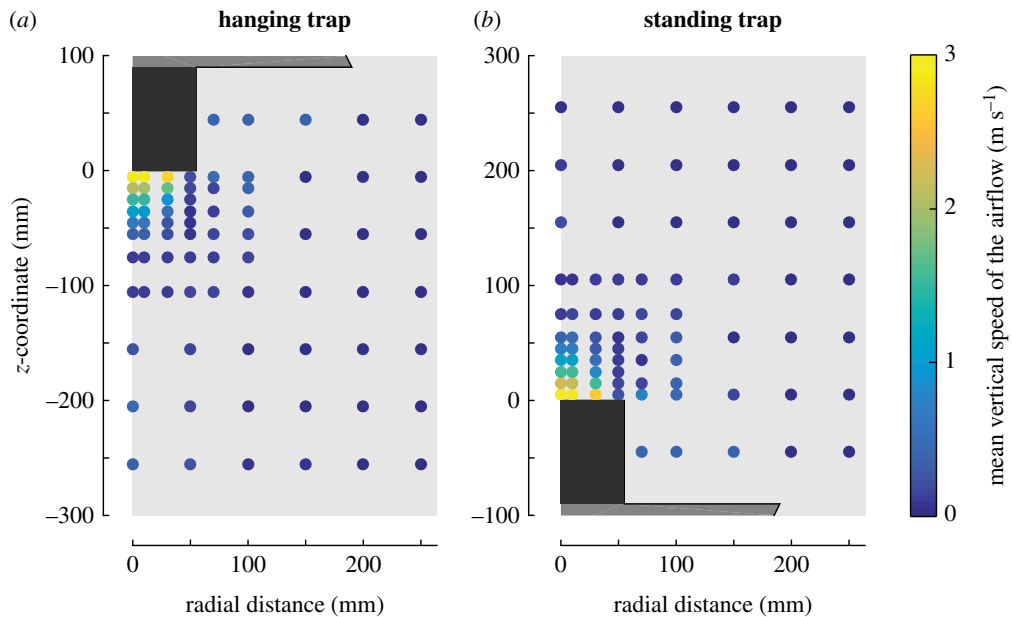 (a) hanging trap
100
0
–100
–200
–300
z-coordinate (mm)
0 100 200
radial distance (mm)
(b) standing trap
300
200
100
0
–100
0 100 200
radial distance (mm)
3
2
1
0
mean vertical speed of the airflow (m s⁻¹)